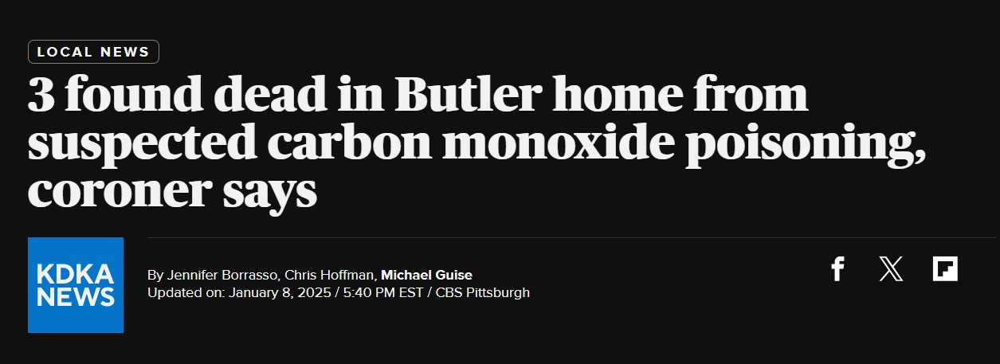 LOCAL NEWS
3 found dead in Butler home from
suspected carbon monoxide poisoning,
coroner says
KDKA
NEWS
By Jennifer Borrasso, Chris Hoffman, Michael Guise
Updated on: January 8, 2025 / 5:40 PM EST / CBS Pittsburgh